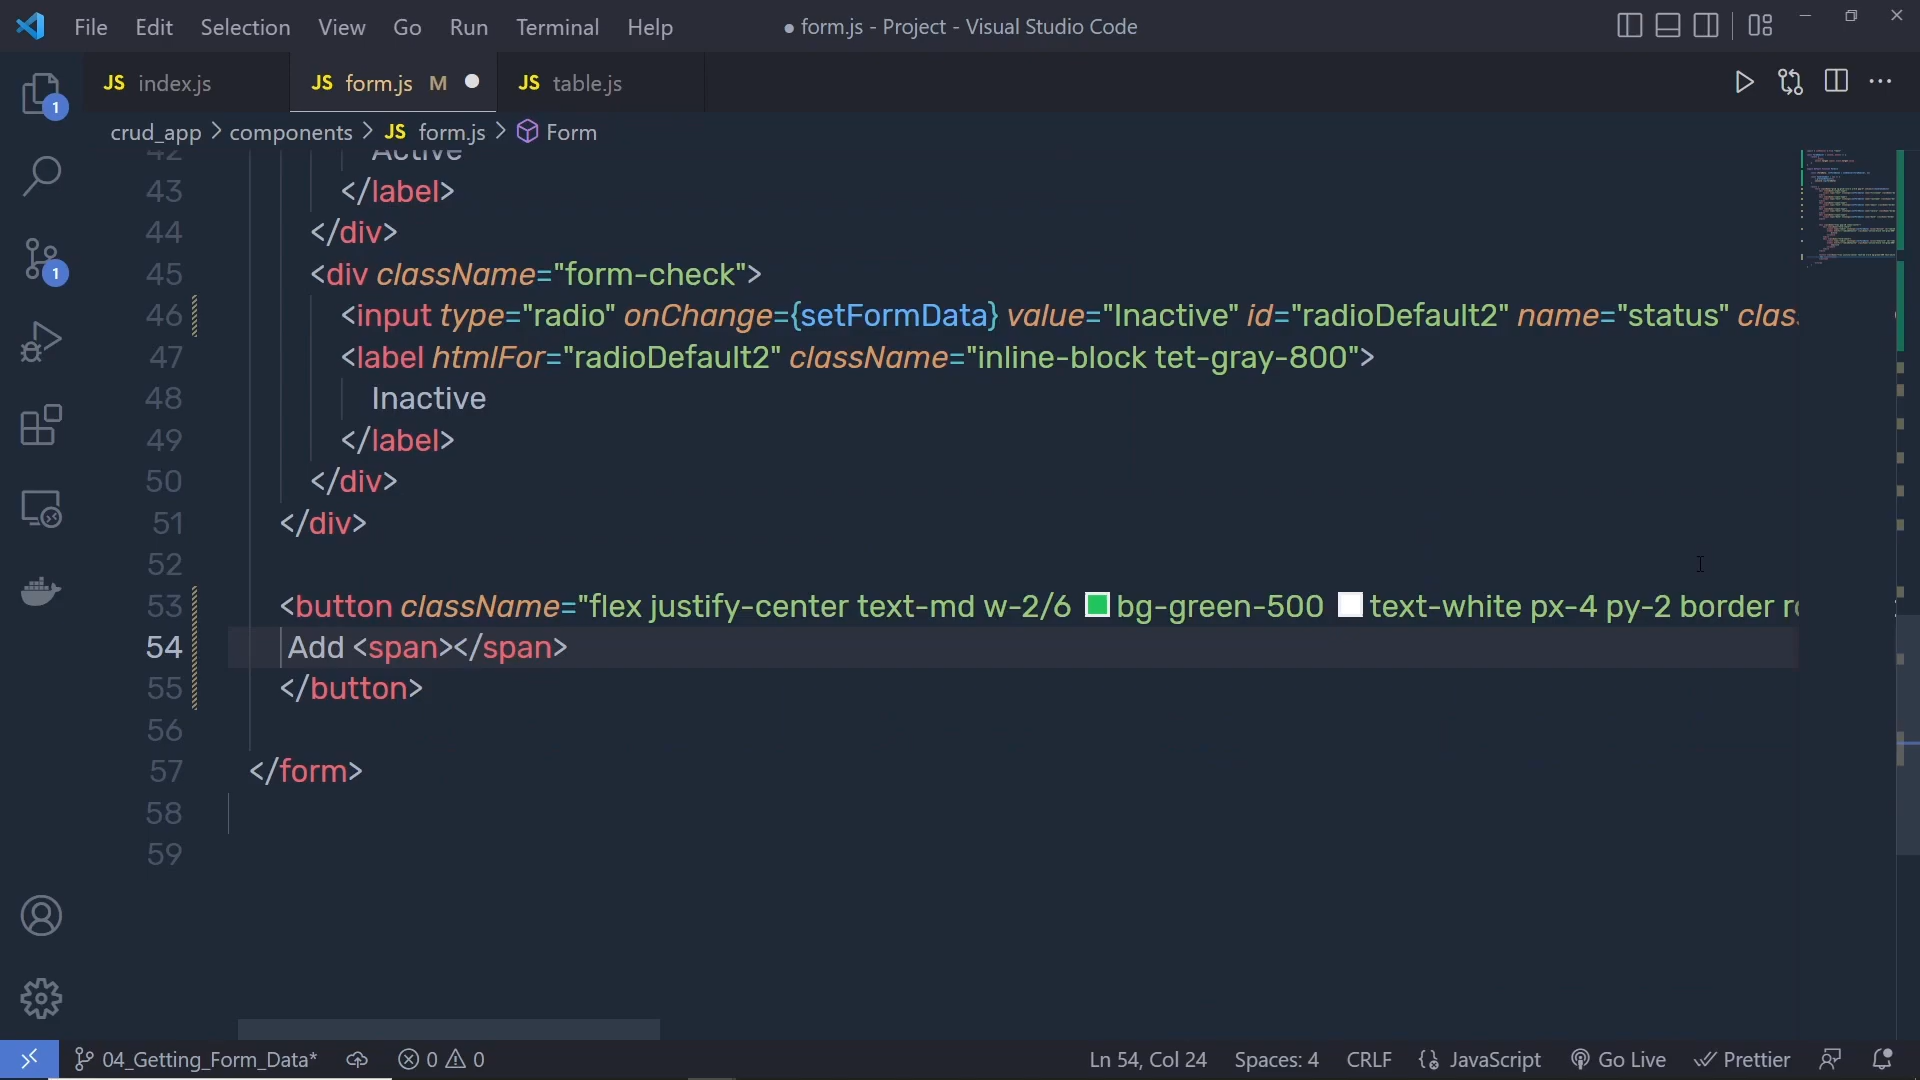 File Edit Selection View Go Run Terminal Help ● form.js - Project - Visual Studio Code
JS index.js JS form.js M JS table.js
crud_app > components > JS form.js > Form
1
1
42 Active
43 </label>
44 </div>
45 <div className="form-check">
46 <input type="radio" onChange={setFormData} value="Inactive" id="radioDefault2" name="status" clas
47 <label htmlFor="radioDefault2" className="inline-block tet-gray-800">
48 Inactive
49 </label>
50 </div>
51 </div>
52
53 <button className="flex justify-center text-md w-2/6 bg-green-500 text-white px-4 py-2 border
54 Add <span></span>
55 </button>
56
57 </form>
58
59
04_Getting_Form_Data* 0 0 Ln 54, Col 24 Spaces: 4 CRLF {} JavaScript Go Live Prettier